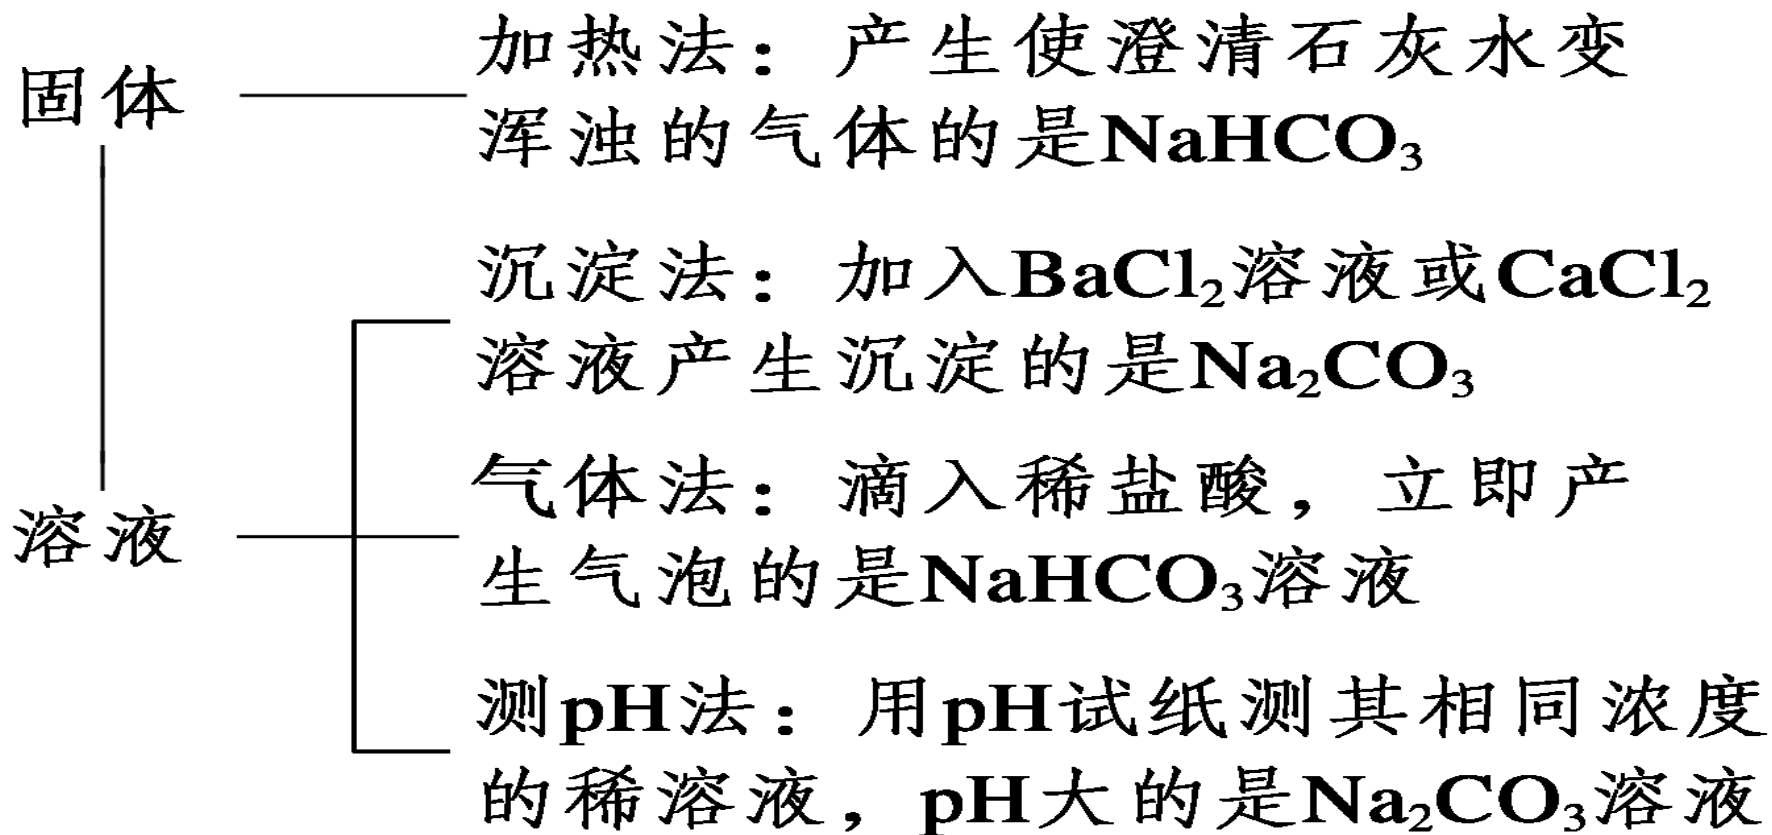 固体
加热法：产生使澄清石灰水变
浑浊的气体的是NaHCO₃
沉淀法：加入BaCl₂溶液或CaCl₂
溶液产生沉淀的是Na₂CO₃
溶液
气体法：滴入稀盐酸，立即产
生气泡的是NaHCO₃溶液
测pH法：用pH试纸测其相同浓度
的稀溶液，pH大的是Na₂CO₃溶液